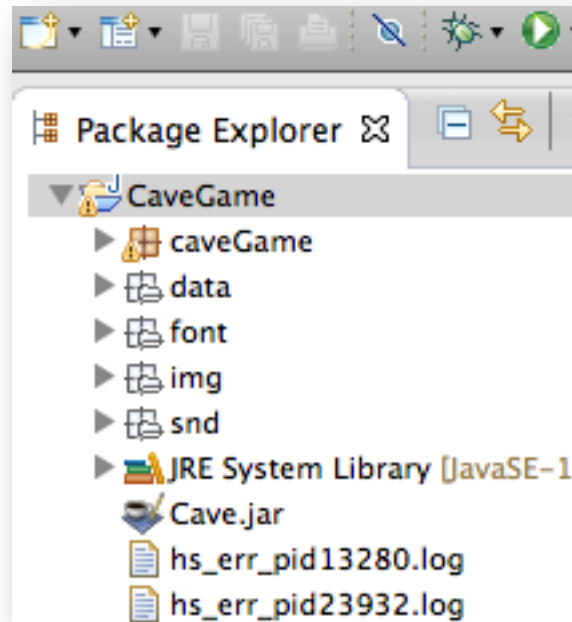 Package Explorer
CaveGame
caveGame
data
font
img
snd
JRE System Library [JavaSE-1
Cave.jar
hs_err_pid13280.log
hs_err_pid23932.log